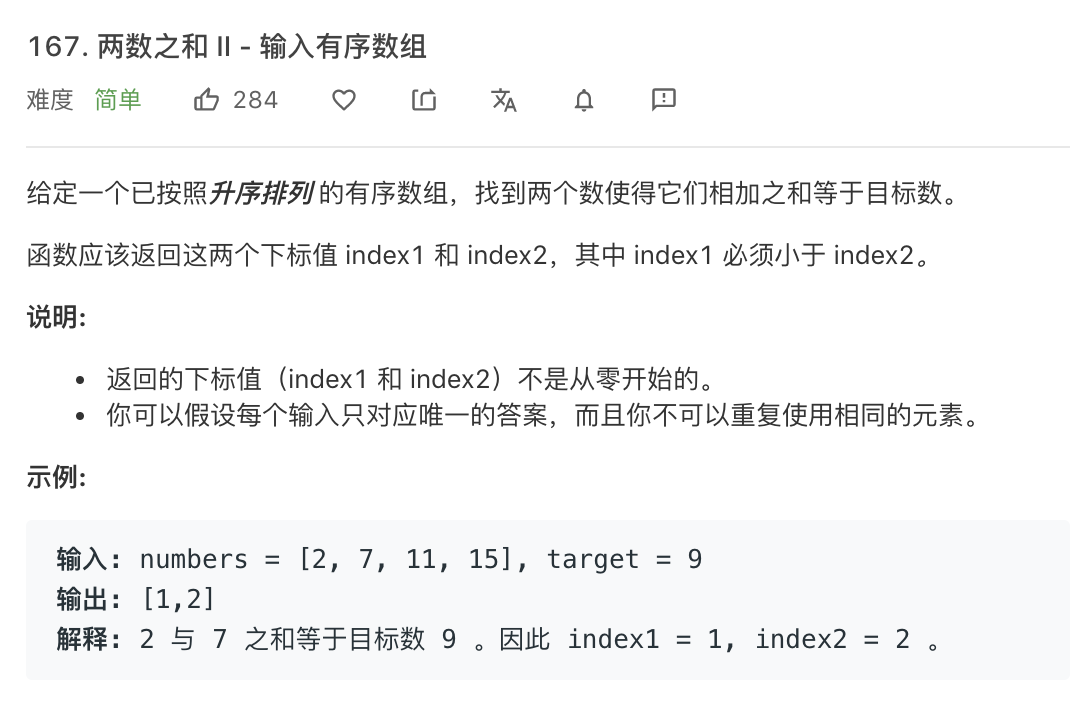 167. 两数之和 II - 输入有序数组
难度 简单 284
给定一个已按照升序排列 的有序数组，找到两个数使得它们相加之和等于目标数。
函数应该返回这两个下标值 index1 和 index2，其中 index1 必须小于 index2。
说明:
• 返回的下标值（index1 和 index2）不是从零开始的。
• 你可以假设每个输入只对应唯一的答案，而且你不可以重复使用相同的元素。
示例:
输入: numbers = [2, 7, 11, 15], target = 9
输出: [1,2]
解释: 2 与 7 之和等于目标数 9 。因此 index1 = 1, index2 = 2 。